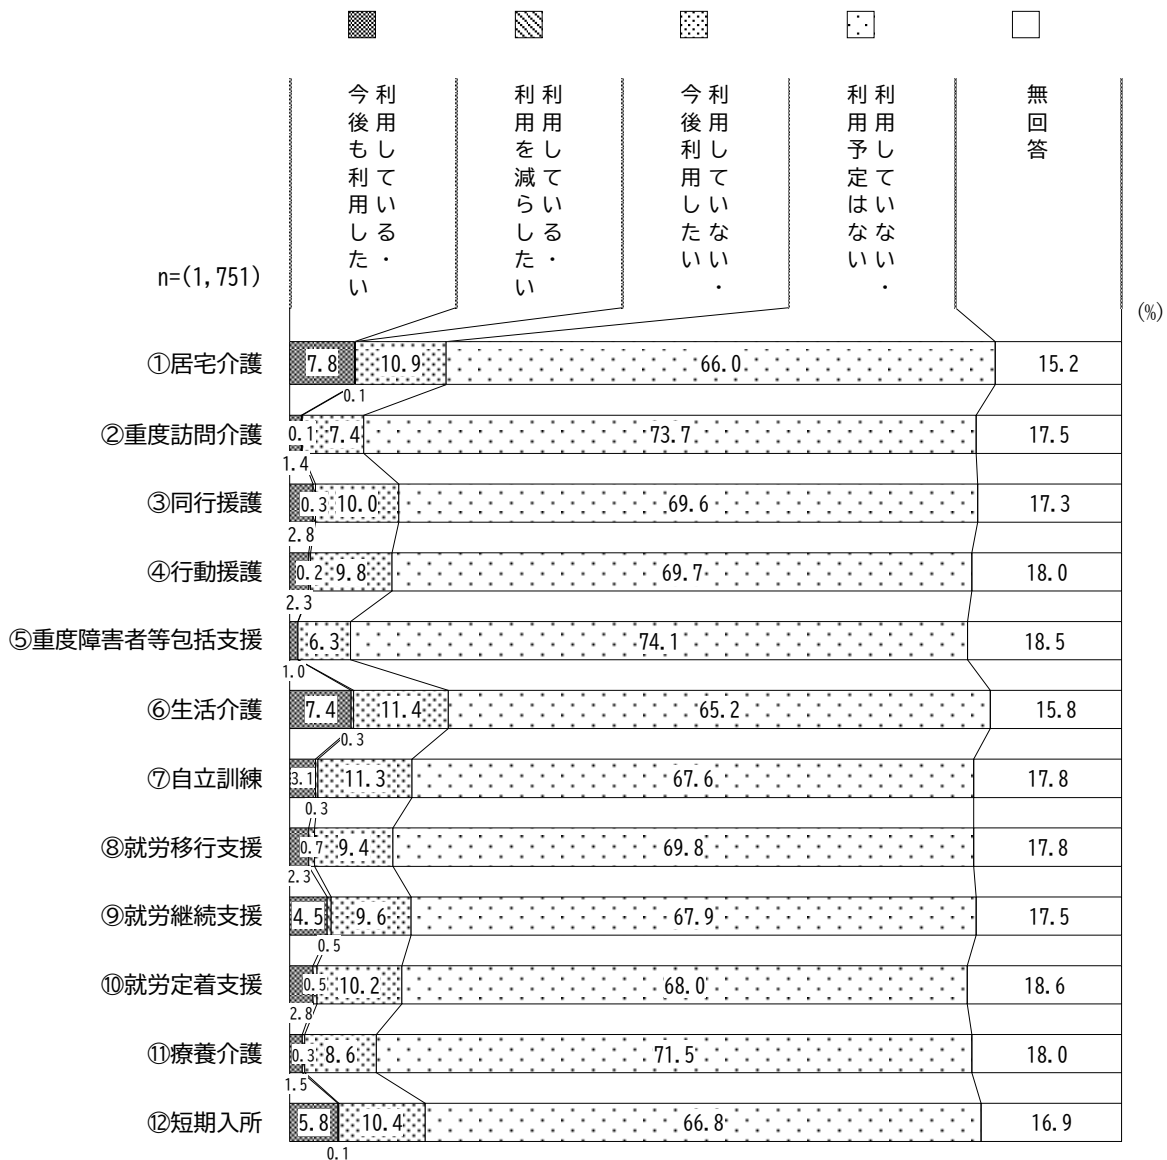 利用している・
今後も利用したい
利用している・
利用を減らしたい
利用していない・
今後利用したい
利用していない・
利用予定はない
無回答
n=(1,751)
(%)
①居宅介護 7.8 10.9 66.0 15.2
0.1
②重度訪問介護 0.1 7.4 73.7 17.5
1.4
③同行援護 0.3 10.0 69.6 17.3
2.8
④行動援護 0.2 9.8 69.7 18.0
2.3
⑤重度障害者等包括支援 6.3 74.1 18.5
1.0
⑥生活介護 7.4 11.4 65.2 15.8
0.3
⑦自立訓練 3.1 11.3 67.6 17.8
0.3
⑧就労移行支援 0.7 9.4 69.8 17.8
2.3
⑨就労継続支援 4.5 9.6 67.9 17.5
0.5
⑩就労定着支援 0.5 10.2 68.0 18.6
2.8
⑪療養介護 0.3 8.6 71.5 18.0
1.5
⑫短期入所 5.8 10.4 66.8 16.9
0.1